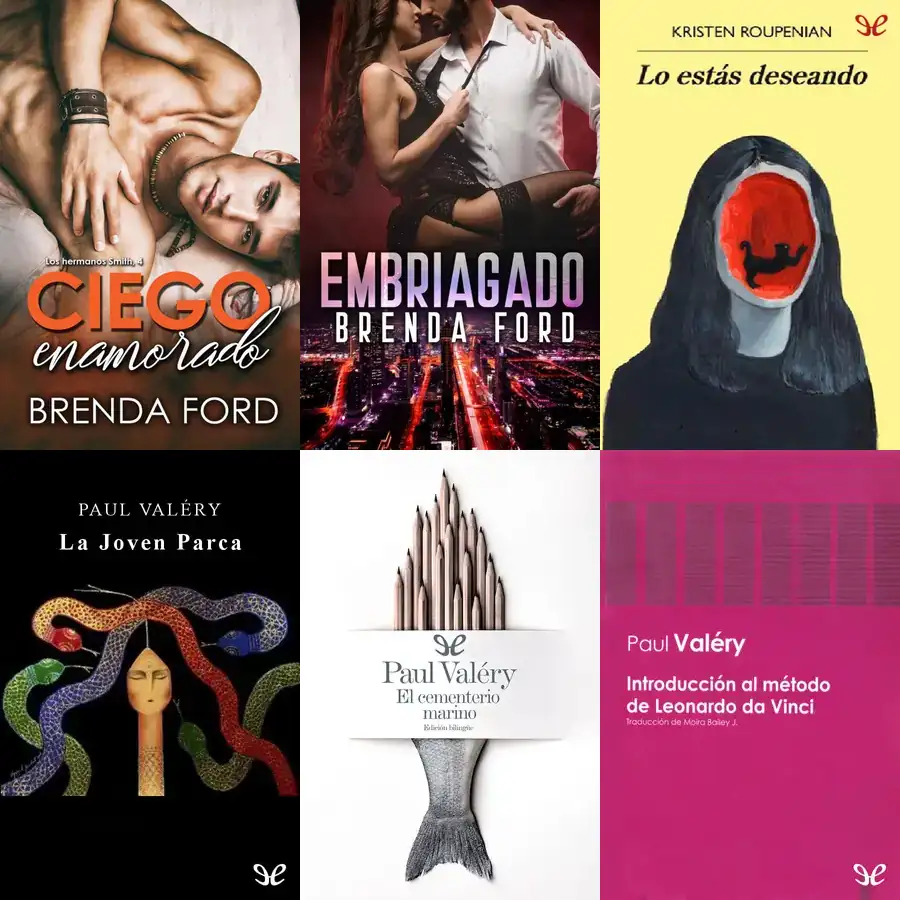 Los hermanos Smith, 4
CIEGO
enamorado
BRENDA FORD
EMBRIAGADO
BRENDA FORD
KRISTEN ROUPENIAN
Lo estás deseando
PAUL VALÉRY
La Joven Parca
Paul Valéry
El cementerio
marino
Edición bilingüe
Paul Valéry
Introducción al método
de Leonardo da Vinci
Traducción de Moira Bailey J.